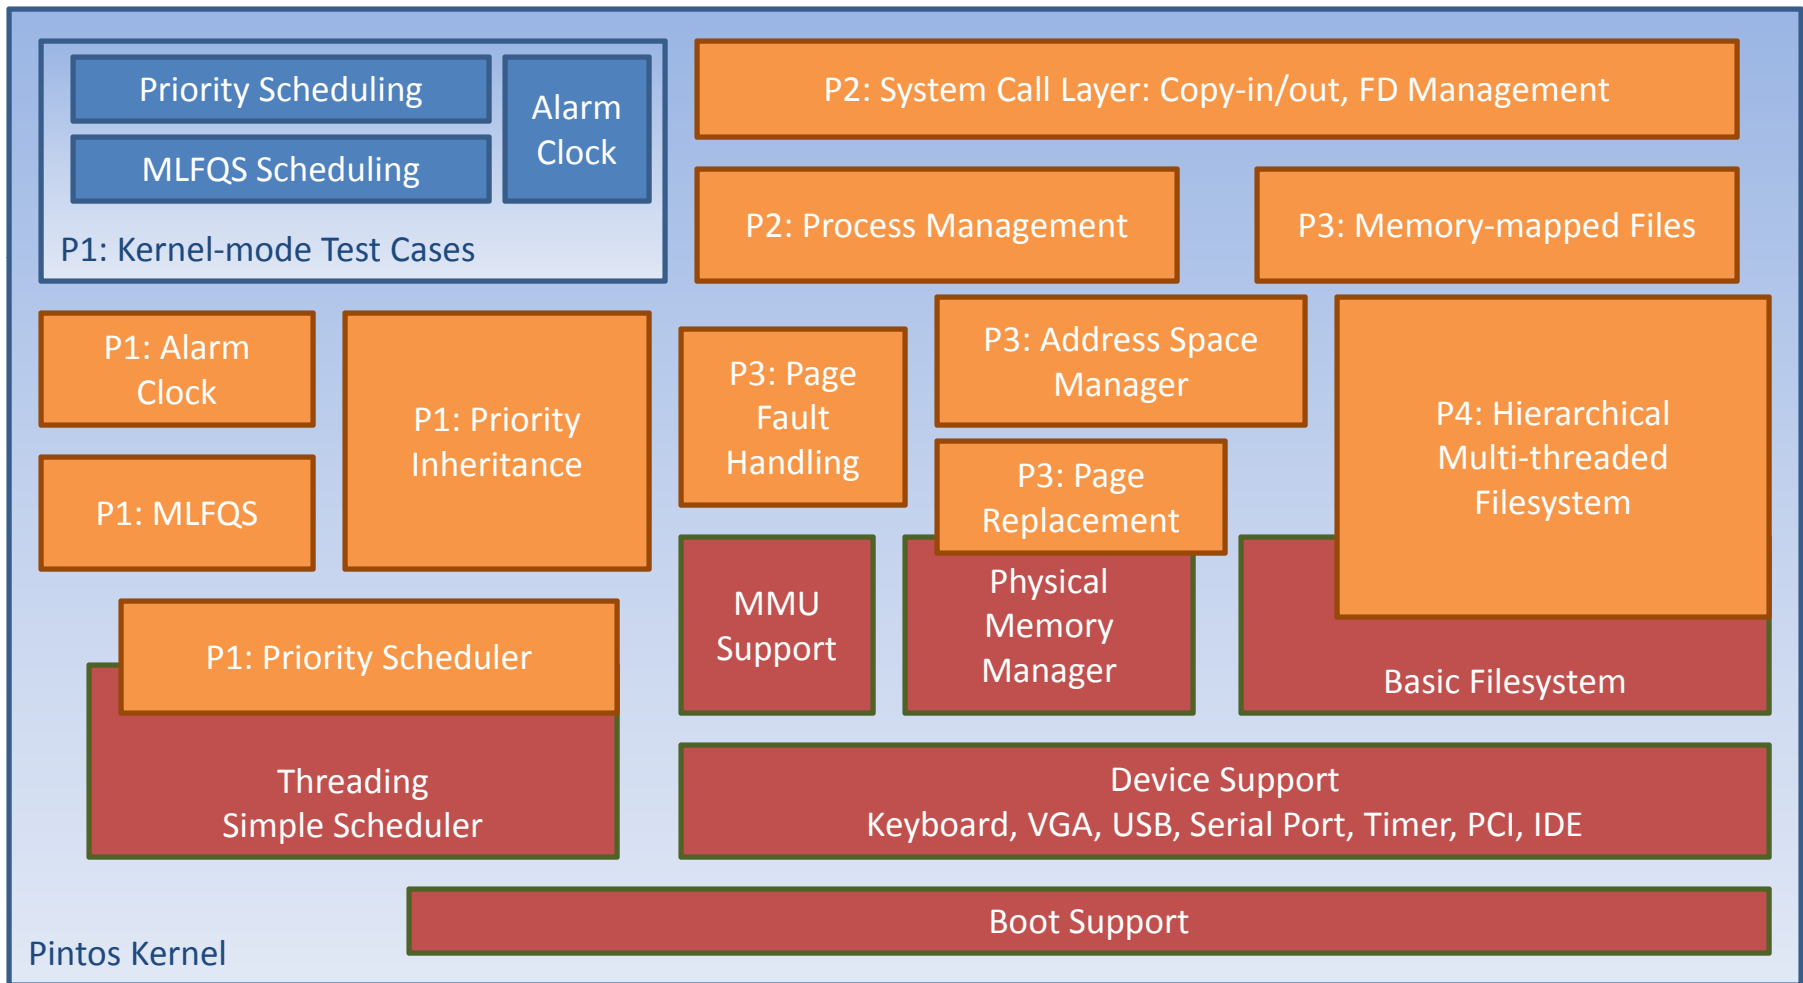 Priority Scheduling
MLFQS Scheduling
Alarm
Clock
P1: Kernel-mode Test Cases
P2: System Call Layer: Copy-in/out, FD Management
P2: Process Management
P3: Memory-mapped Files
P1: Alarm
Clock
P1: Priority
Inheritance
P1: MLFQS
P3: Page
Fault
Handling
P3: Address Space
Manager
P3: Page
Replacement
P4: Hierarchical
Multi-threaded
Filesystem
P1: Priority Scheduler
Threading
Simple Scheduler
MMU
Support
Physical
Memory
Manager
Basic Filesystem
Device Support
Keyboard, VGA, USB, Serial Port, Timer, PCI, IDE
Boot Support
Pintos Kernel